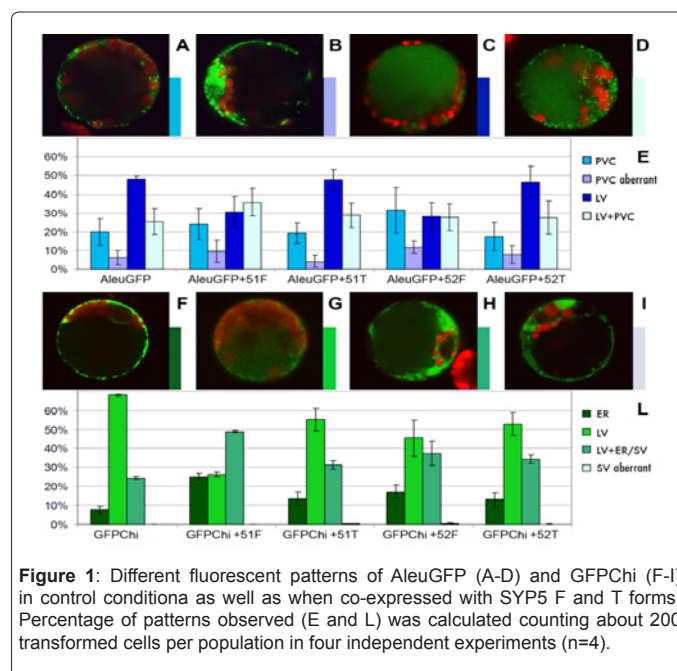 A B C D
E
60%
50%
40%
30%
20%
10%
0%
PVC
PVC aberrant
LV
LV+PVC
AleuGFP AleuGFP+51F AleuGFP+51T AleuGFP+52F AleuGFP+52T
F G H I
L
60%
50%
40%
30%
20%
10%
0%
ER
LV
LV+ER/SV
SV aberrant
GFPChi GFPChi +51F GFPChi +51T GFPChi +52F GFPChi +52T
Figure 1: Different fluorescent patterns of AleuGFP (A-D) and GFPChi (F-I)
in control conditiona as well as when co-expressed with SYP5 F and T forms
Percentage of patterns observed (E and L) was calculated counting about 200
transformed cells per population in four independent experiments (n=4).